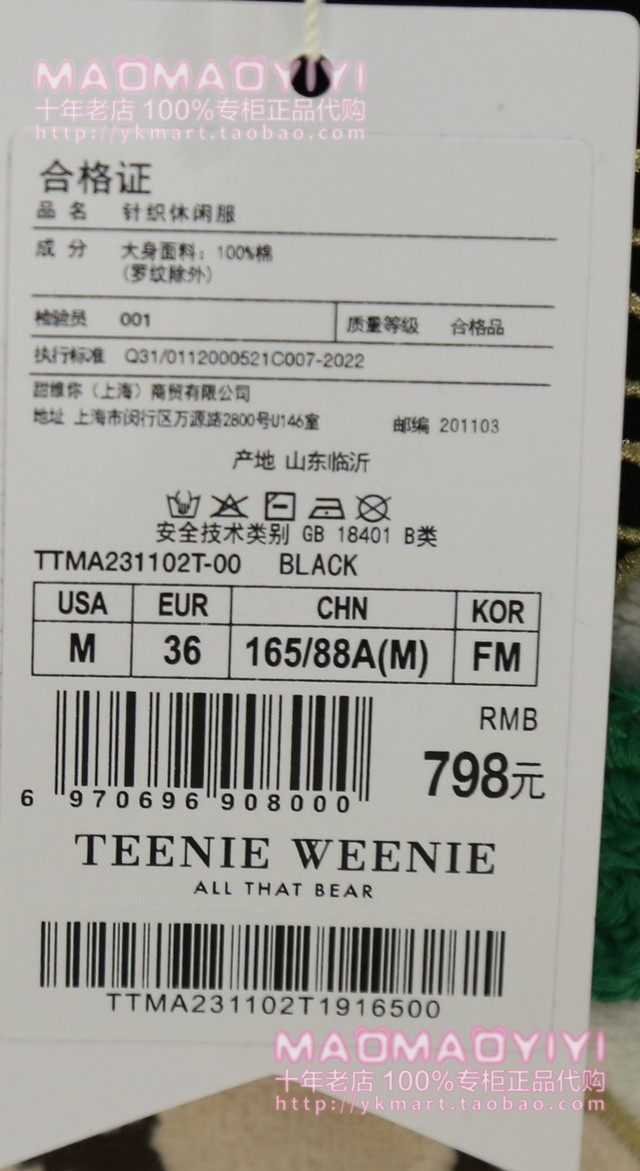 MAOMAOYIYI
十年老店 100%专柜正品代购
http://ykmart.taobao.com
合格证
品 名 针织休闲服
成 分 大身面料：100%棉
(罗纹除外)
检验员 001 质量等级 合格品
执行标准 Q31/0112000521C007-2022
甜维你（上海）商贸有限公司
地址 上海市闵行区万源路2800号U146室 邮编 201103
产地 山东临沂
安全技术类别 GB 18401 B类
TTMA231102T-00 BLACK
USA EUR CHN KOR
M 36 165/88A(M) FM
RMB
798元
6 970696 908000
TEENIE WEENIE
ALL THAT BEAR
TTMA231102T1916500
MAOMAOYIYI
十年老店 100%专柜正品代购
http://ykmart.taobao.com